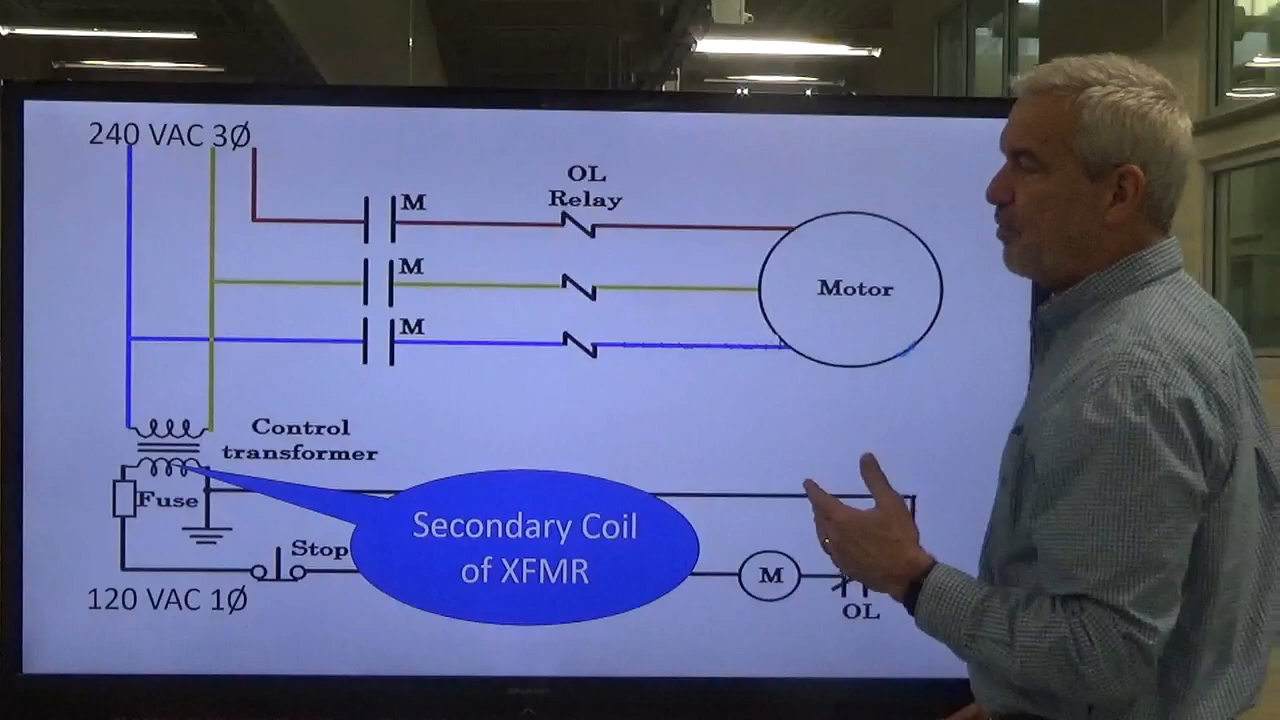 240 VAC 3Ø
OL
Relay
M
M
M
Motor
Control
transformer
Fuse
Secondary Coil
of XFMR
Stop
M
OL
120 VAC 1Ø